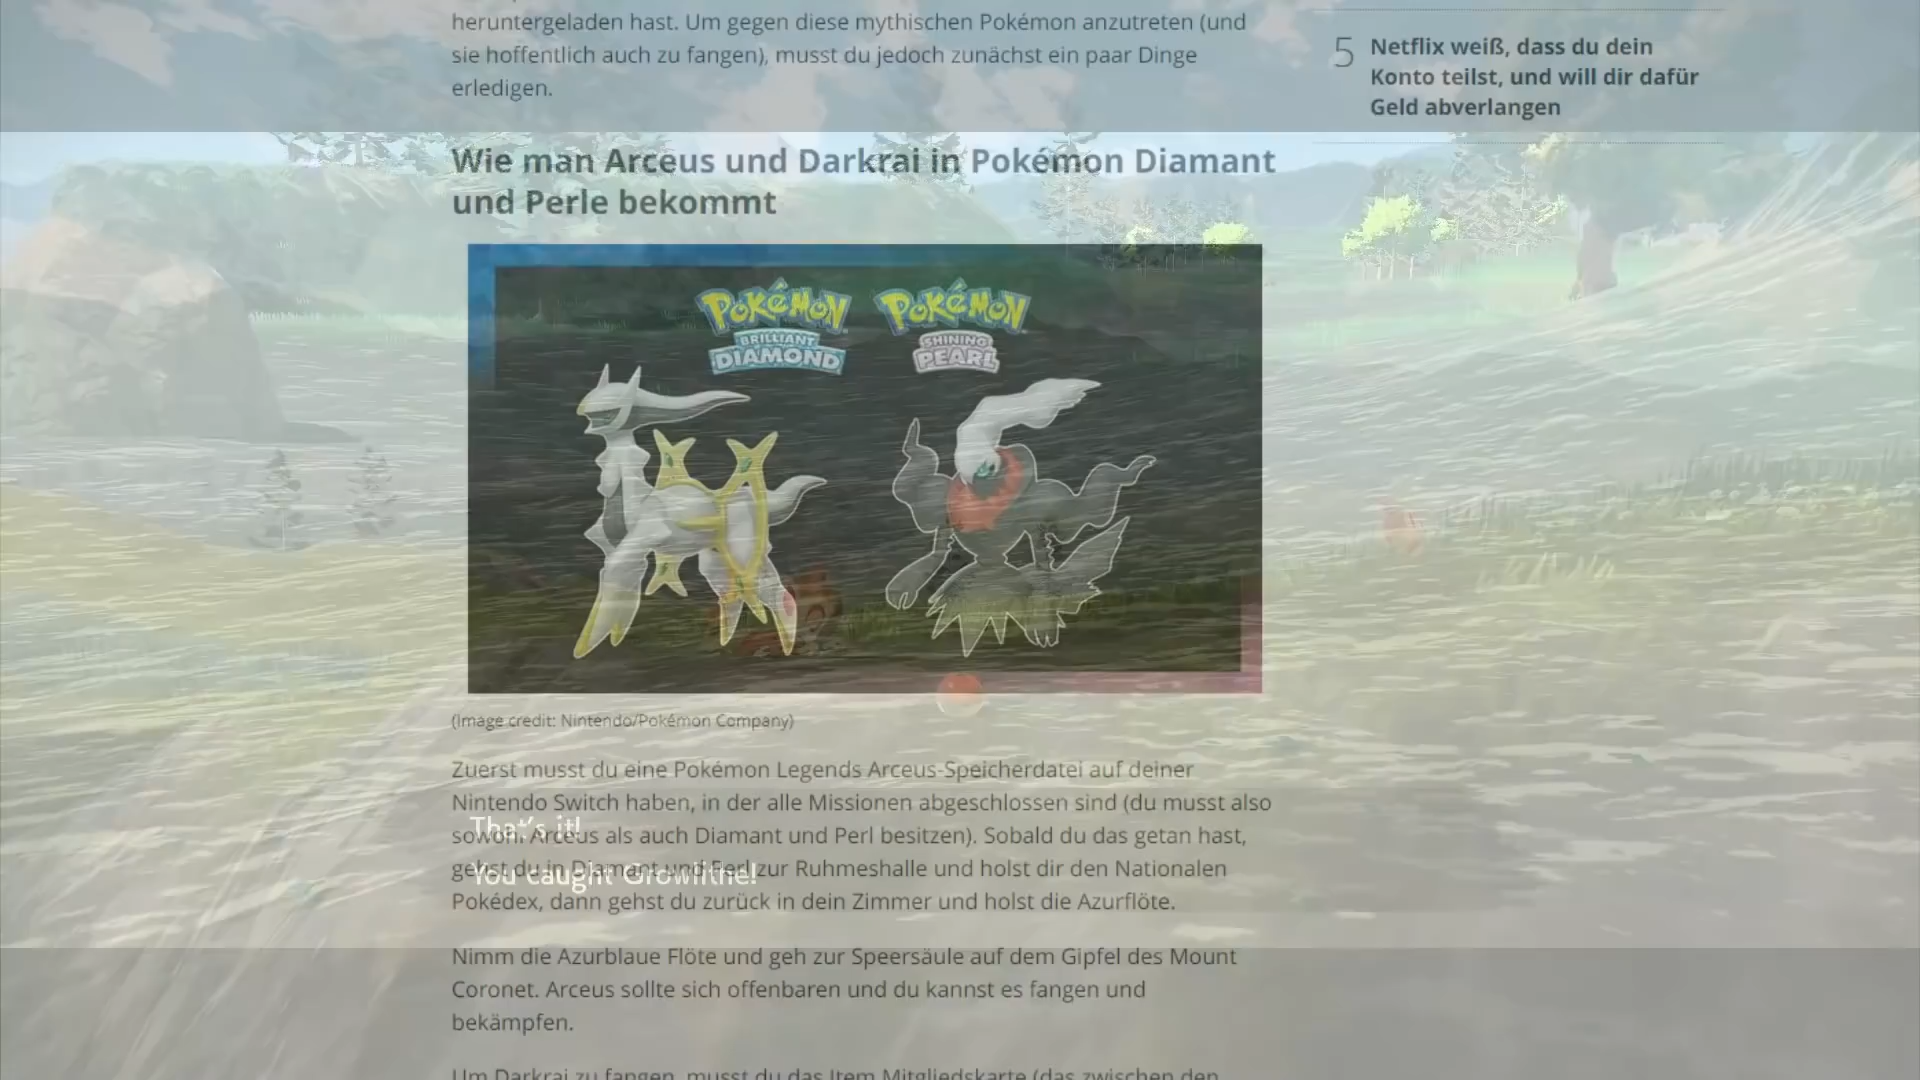 heruntergeladen hast. Um gegen diese mythischen Pokémon anzutreten (und
sie hoffentlich auch zu fangen), musst du jedoch zunächst ein paar Dinge
erledigen.
5
Netflix weiß, dass du dein
Konto teilst, und will dir dafür
Geld abverlangen
Wie man Arceus und Darkrai in Pokémon Diamant
und Perle bekommt
POKéMON POKéMON
BRILLIANT SHINING
DIAMOND PEARL
(Image credit: Nintendo/Pokémon Company)
Zuerst musst du eine Pokémon Legends Arceus-Speicherdatei auf deiner
Nintendo Switch haben, in der alle Missionen abgeschlossen sind (du musst also
sowohl Arceus als auch Diamant und Perl besitzen). Sobald du das getan hast,
gehst du in Diamant und Perl zur Ruhmeshalle und holst dir den Nationalen
Pokédex, dann gehst du zurück in dein Zimmer und holst die Azurflöte.
That's it!
You caught Growlithe!
Nimm die Azurblaue Flöte und geh zur Speersäule auf dem Gipfel des Mount
Coronet. Arceus sollte sich offenbaren und du kannst es fangen und
bekämpfen.
Um Darkrai zu fangen, musst du das Item Mitgliedskarte (das zwischen den